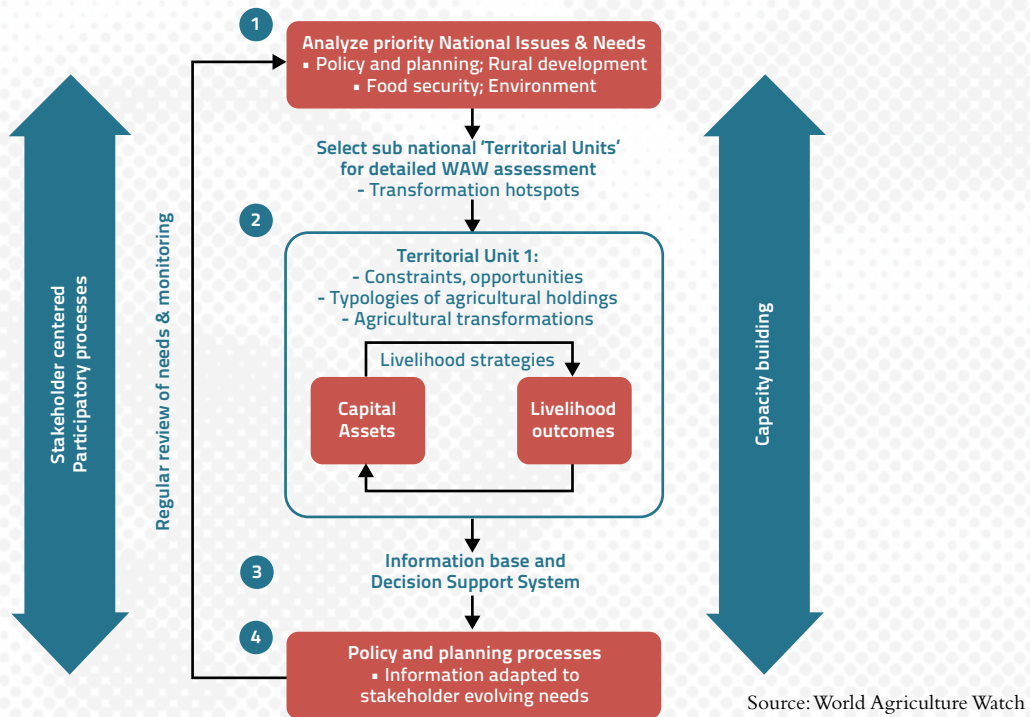 1
Analyze priority National Issues & Needs
▪ Policy and planning; Rural development
▪ Food security; Environment
Select sub national ‘Territorial Units’
for detailed WAW assessment
- Transformation hotspots
2
Territorial Unit 1:
- Constraints, opportunities
- Typologies of agricultural holdings
- Agricultural transformations
Livelihood strategies
Capital
Assets
Livelihood
outcomes
3
Information base and
Decision Support System
4
Policy and planning processes
▪ Information adapted to
stakeholder evolving needs
Stakeholder centered
Participatory processes
Regular review of needs & monitoring
Capacity building
Source: World Agriculture Watch